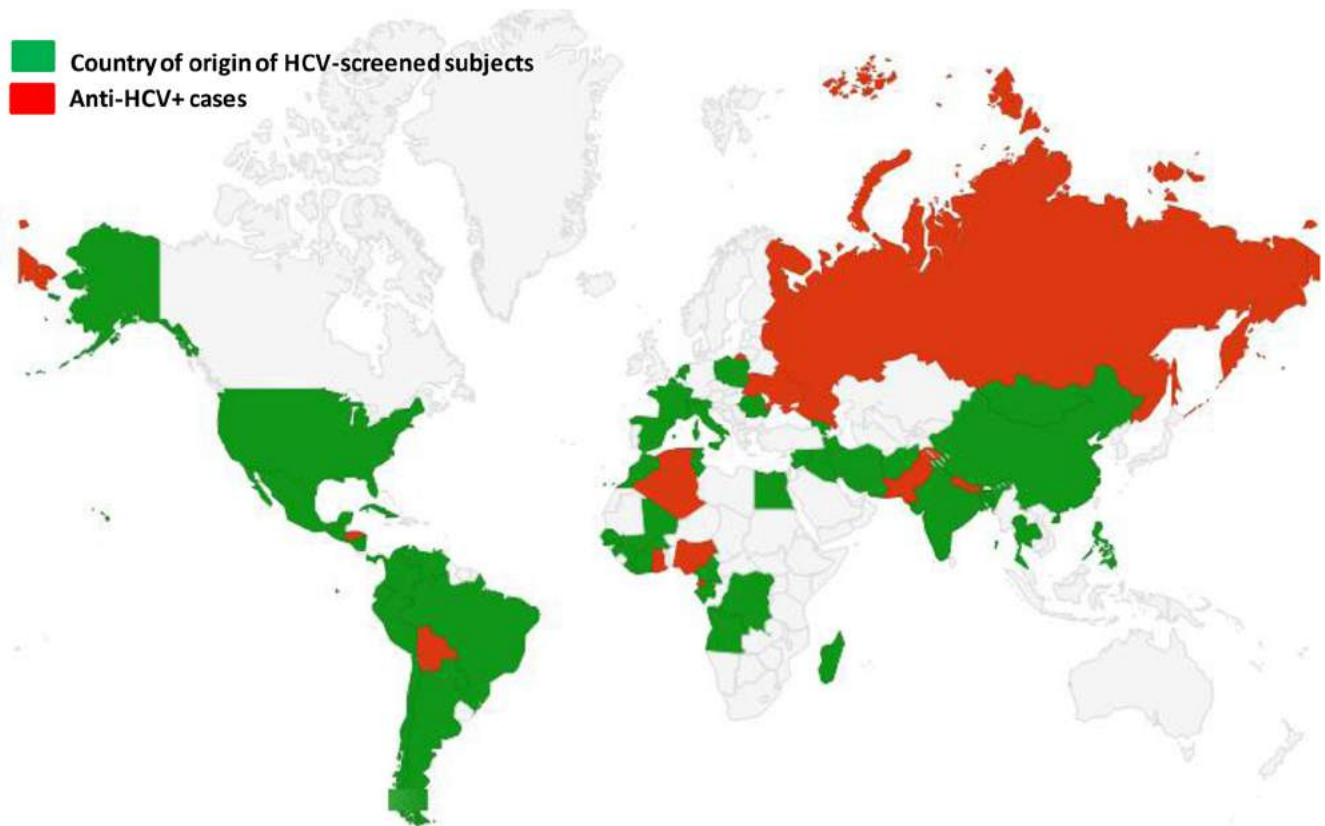 Country of origin of HCV-screened subjects
Anti-HCV+ cases